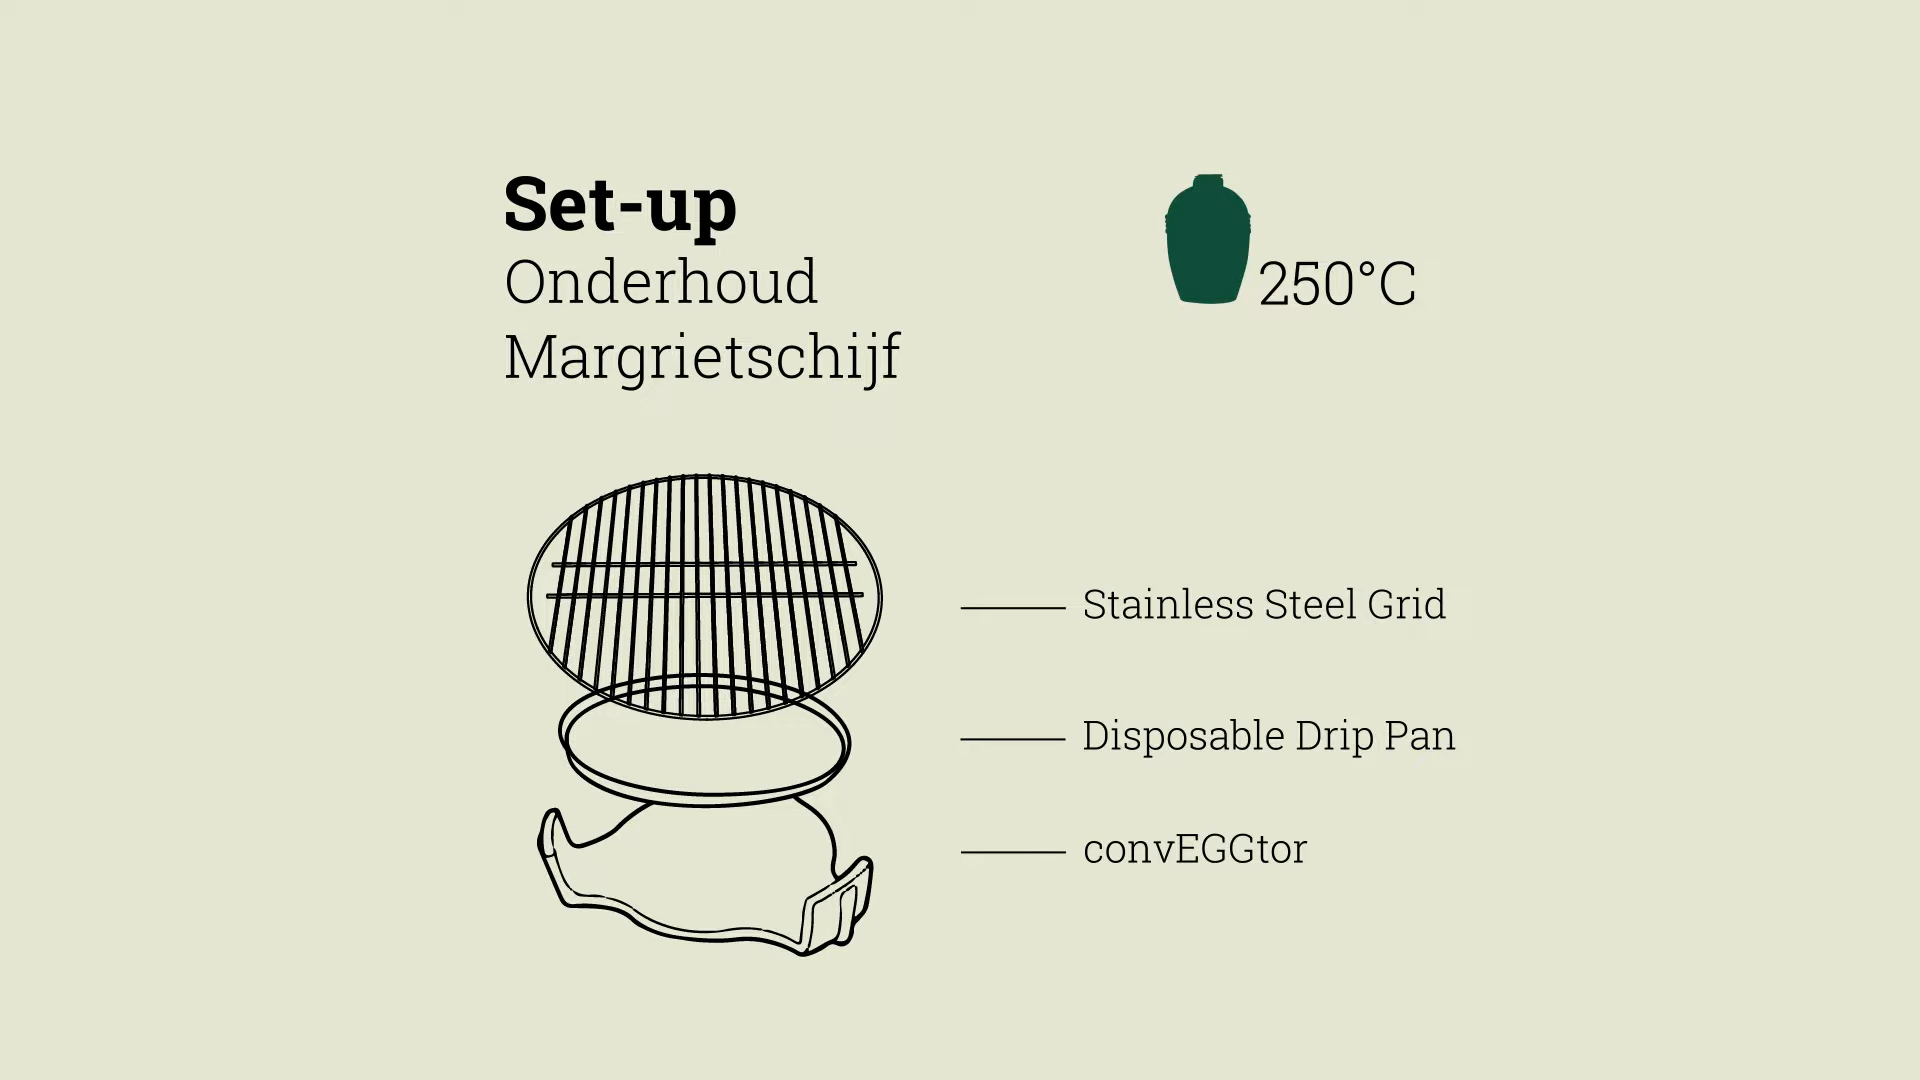 Set-up
Onderhoud
Margrietschijf
250°C
Stainless Steel Grid
Disposable Drip Pan
convEGGtor